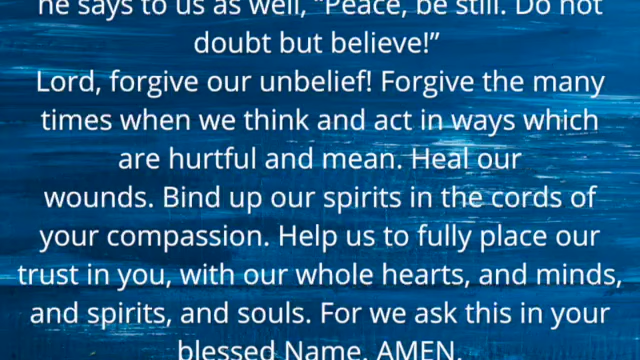 he says to us as well, “Peace, be still. Do not
doubt but believe!”
Lord, forgive our unbelief! Forgive the many
times when we think and act in ways which
are hurtful and mean. Heal our
wounds. Bind up our spirits in the cords of
your compassion. Help us to fully place our
trust in you, with our whole hearts, and minds,
and spirits, and souls. For we ask this in your
blessed Name. AMEN.